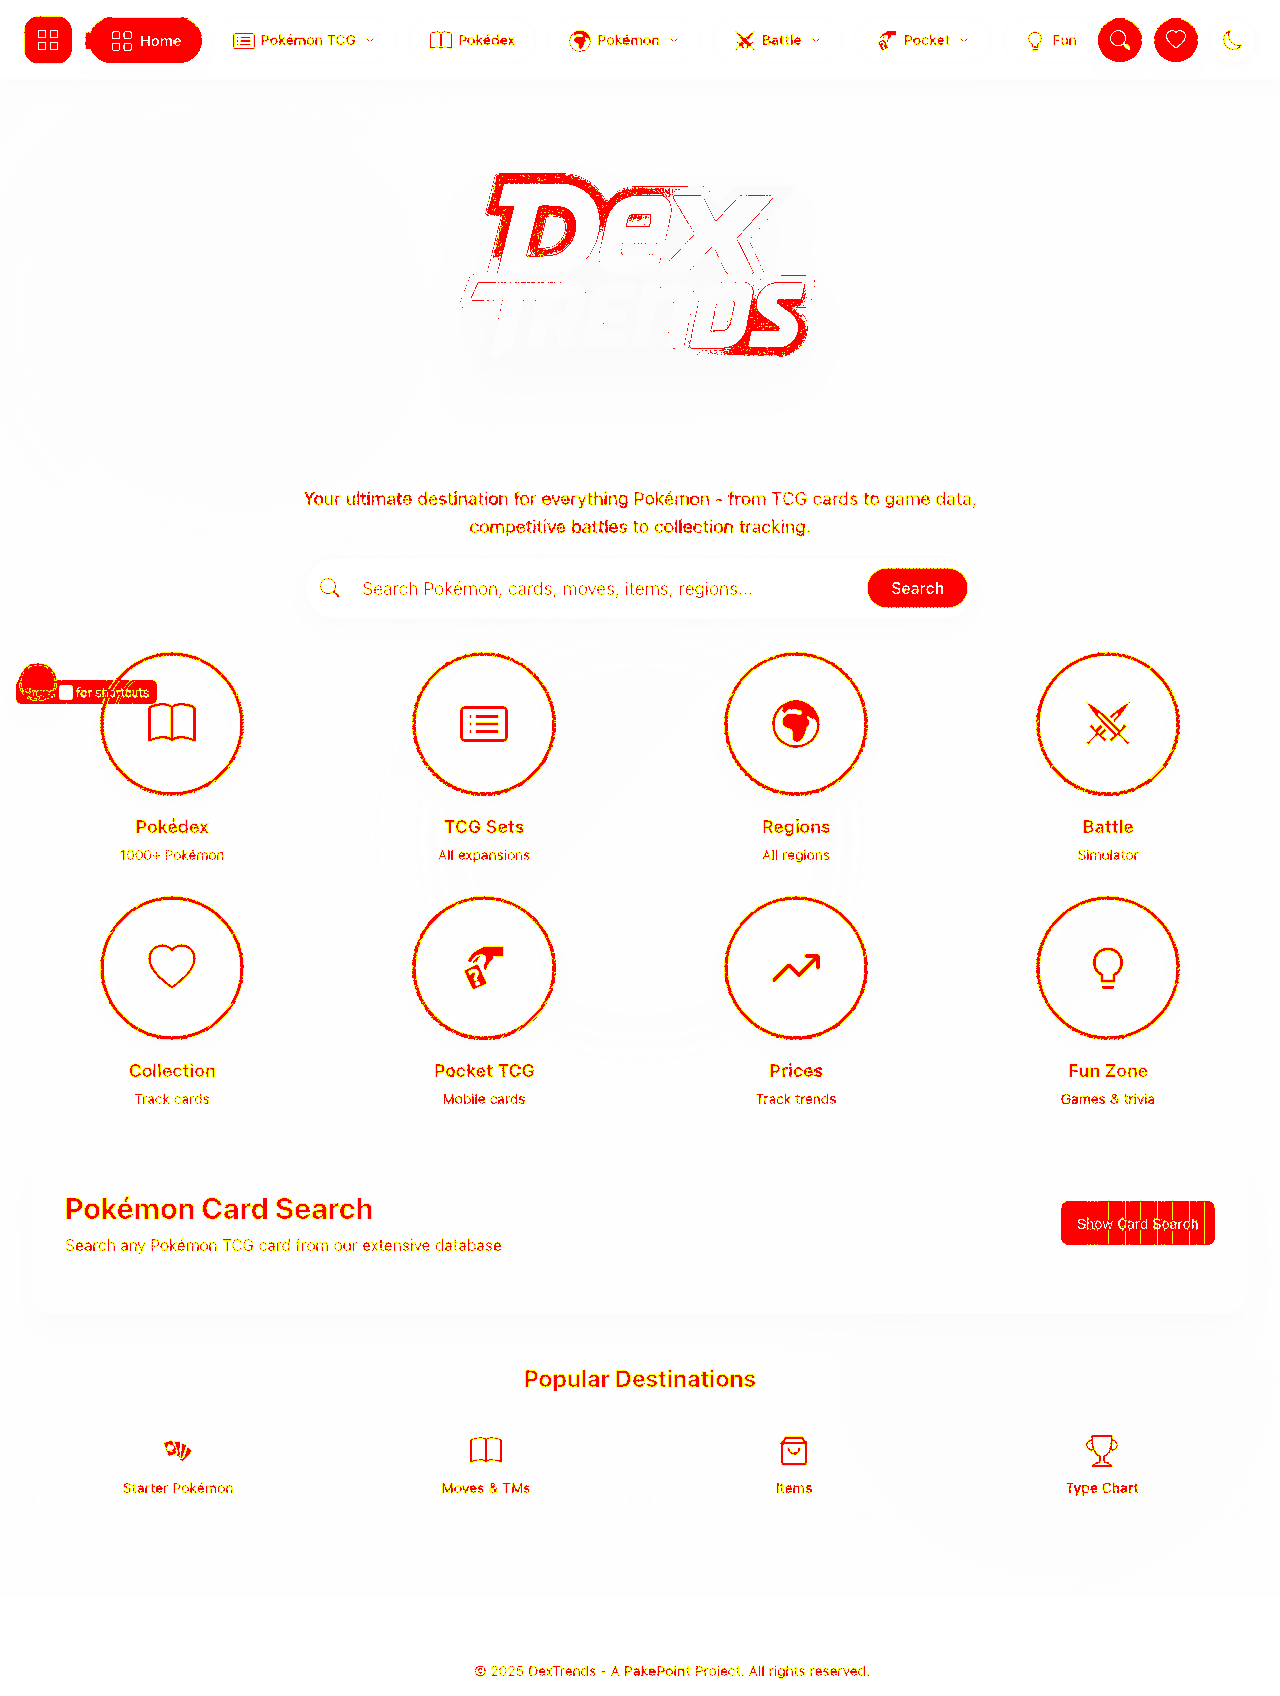 Home Pokémon TCG Pokédex Pokémon Battle Pocket Fun
Dex
TRENDS
Your ultimate destination for everything Pokémon - from TCG cards to game data,
competitive battles to collection tracking.
Search Pokémon, cards, moves, items, regions... Search
for shortcuts
Pokédex TCG Sets Regions Battle
1000+ Pokémon All expansions All regions Simulator
?
Collection Pocket TCG Prices Fun Zone
Track cards Mobile cards Track trends Games & trivia
Pokémon Card Search
Show Card Search
Search any Pokémon TCG card from our extensive database
Popular Destinations
Starter Pokémon Moves & TMs Items Type Chart
© 2025 DexTrends - A PakePoint Project. All rights reserved.